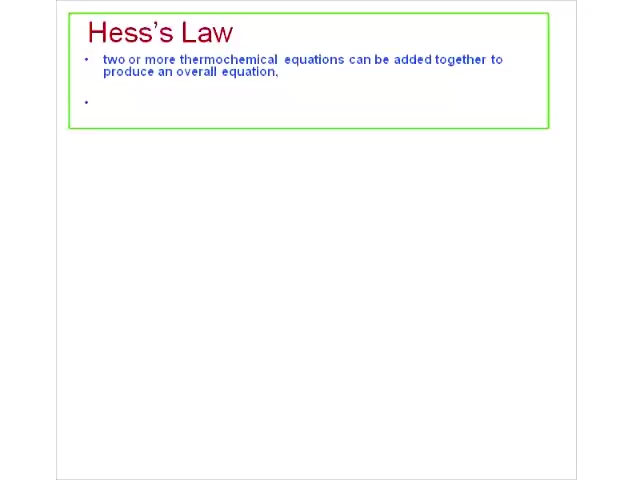 Hess's Law
• two or more thermochemical equations can be added together to
produce an overall equation,
•